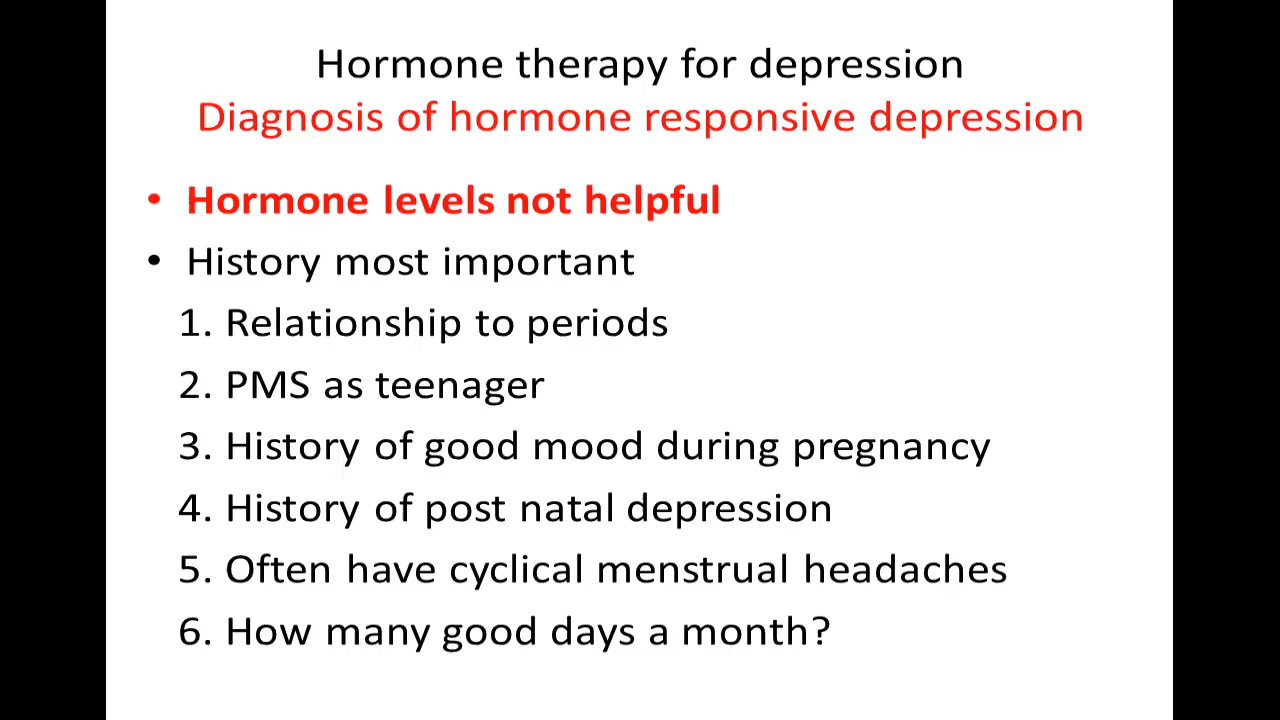 Hormone therapy for depression
Diagnosis of hormone responsive depression
• Hormone levels not helpful
• History most important
1. Relationship to periods
2. PMS as teenager
3. History of good mood during pregnancy
4. History of post natal depression
5. Often have cyclical menstrual headaches
6. How many good days a month?